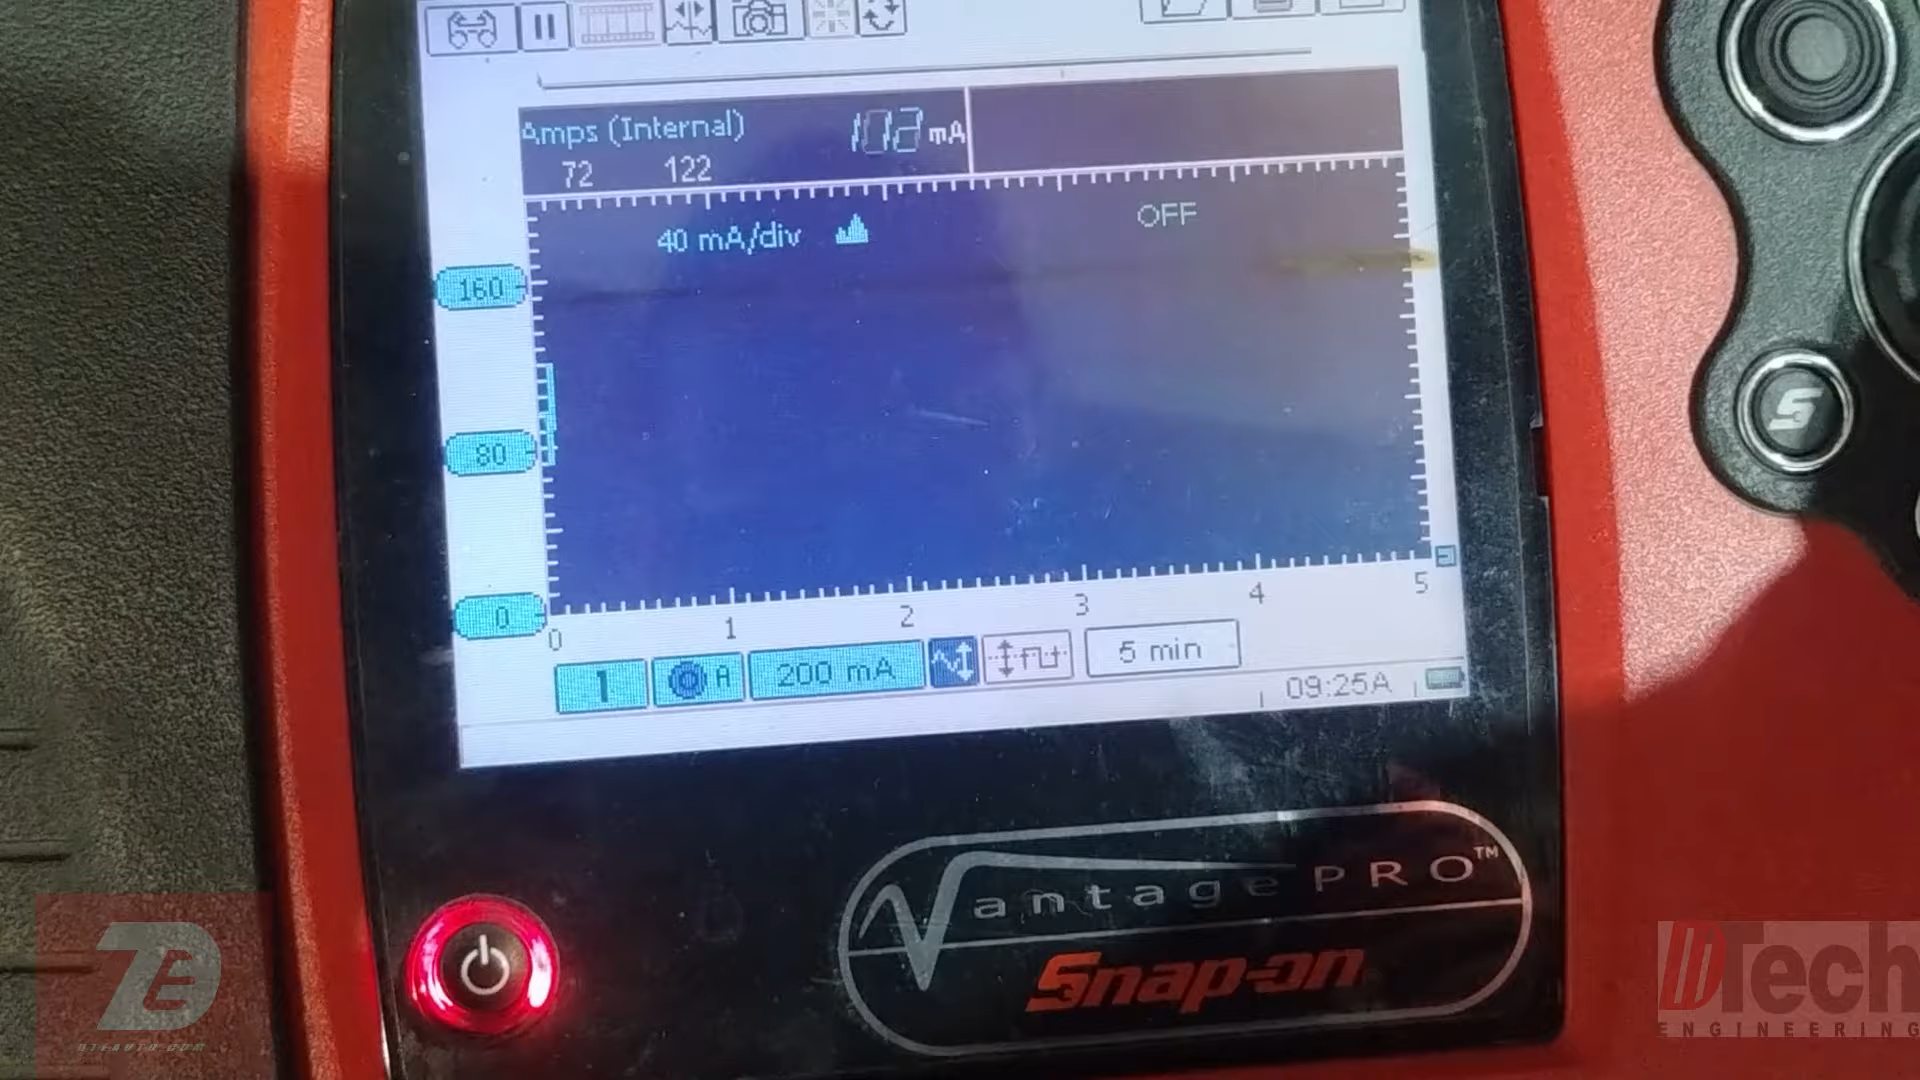 Amps (Internal) 102 mA
72 122
40 mA/div OFF
160
80
0
0 1 2 3 4 5
1 A 200 mA 5 min
09:25A
Vantage PRO™
Snap-on
S
DTech
ENGINEERING